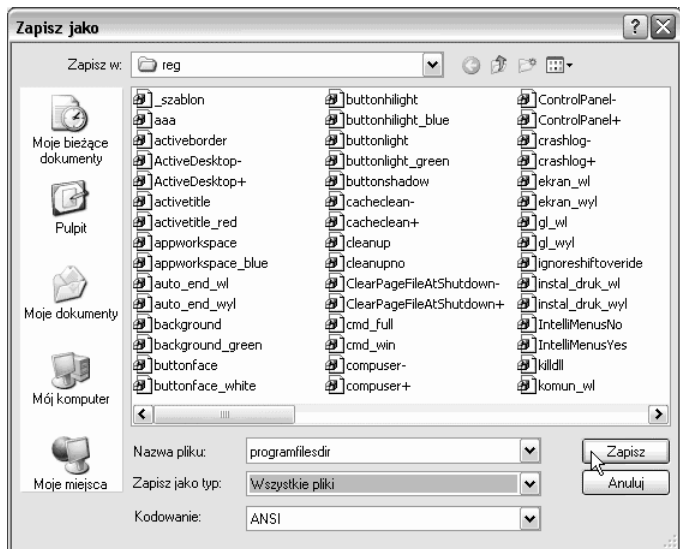 Zapisz jako
Zapisz w: reg
Moje bieżące
dokumenty
Pulpit
Moje dokumenty
Mój komputer
Moje miejsca
_szablon
aaa
activeborder
ActiveDesktop-
ActiveDesktop+
activetitle
activetitle_red
appworkspace
appworkspace_blue
auto_end_wl
auto_end_wyl
background
background_green
buttonface
buttonface_white
buttonhilight
buttonhilight_blue
buttonlight
buttonlight_green
buttonshadow
cacheclean-
cacheclean+
cleanup
cleanupno
ClearPageFileAtShutdown-
ClearPageFileAtShutdown+
cmd_full
cmd_win
compuser-
compuser+
ControlPanel-
ControlPanel+
crashlog-
crashlog+
ekran_wl
ekran_wyl
gl_wl
gl_wyl
ignoreshiftoveride
instal_druk_wl
instal_druk_wyl
IntelliMenusNo
IntelliMenusYes
killdll
komun_wl
Nazwa pliku: programfilesdir Zapisz
Zapisz jako typ: Wszystkie pliki Anuluj
Kodowanie: ANSI